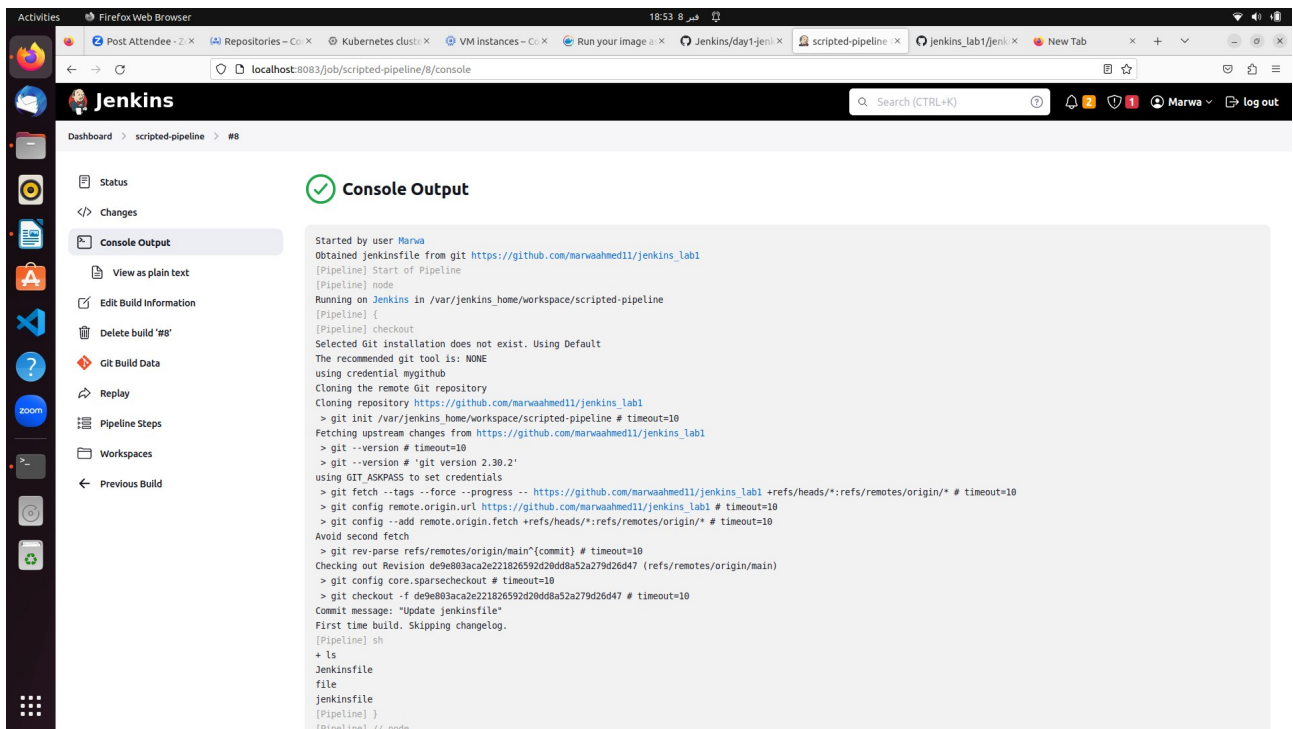 Activities
Firefox Web Browser
18:53 8 فبر
Post Attendee - Z
Repositories – Co
Kubernetes cluste
VM instances – Co
Run your image a
Jenkins/day1-jenk
scripted-pipeline
jenkins_lab1/jenk
New Tab
localhost:8083/job/scripted-pipeline/8/console
Jenkins
Search (CTRL+K)
2
1
Marwa
log out
Dashboard > scripted-pipeline > #8
Status
Changes
Console Output
View as plain text
Edit Build Information
Delete build '#8'
Git Build Data
Replay
Pipeline Steps
Workspaces
Previous Build
zoom
Console Output
Started by user Marwa
Obtained jenkinsfile from git https://github.com/marwaahmed11/jenkins_lab1
[Pipeline] Start of Pipeline
[Pipeline] node
Running on Jenkins in /var/jenkins_home/workspace/scripted-pipeline
[Pipeline] {
[Pipeline] checkout
Selected Git installation does not exist. Using Default
The recommended git tool is: NONE
using credential mygithub
Cloning the remote Git repository
Cloning repository https://github.com/marwaahmed11/jenkins_lab1
> git init /var/jenkins_home/workspace/scripted-pipeline # timeout=10
Fetching upstream changes from https://github.com/marwaahmed11/jenkins_lab1
> git --version # timeout=10
> git --version # 'git version 2.30.2'
using GIT_ASKPASS to set credentials
> git fetch --tags --force --progress -- https://github.com/marwaahmed11/jenkins_lab1 +refs/heads/*:refs/remotes/origin/* # timeout=10
> git config remote.origin.url https://github.com/marwaahmed11/jenkins_lab1 # timeout=10
> git config --add remote.origin.fetch +refs/heads/*:refs/remotes/origin/* # timeout=10
Avoid second fetch
> git rev-parse refs/remotes/origin/main^{commit} # timeout=10
Checking out Revision de9e803aca2e221826592d20dd8a52a279d26d47 (refs/remotes/origin/main)
> git config core.sparsecheckout # timeout=10
> git checkout -f de9e803aca2e221826592d20dd8a52a279d26d47 # timeout=10
Commit message: "Update jenkinsfile"
First time build. Skipping changelog.
[Pipeline] sh
+ ls
Jenkinsfile
file
jenkinsfile
[Pipeline] }
[Pipeline] // node